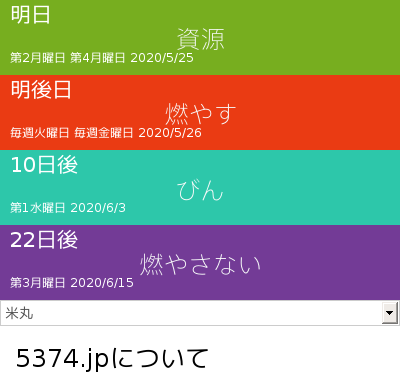 明日
資源
第2月曜日 第4月曜日 2020/5/25
明後日
燃やす
毎週火曜日 毎週金曜日 2020/5/26
10日後
びん
第1水曜日 2020/6/3
22日後
燃やさない
第3月曜日 2020/6/15
米丸
5374.jpについて